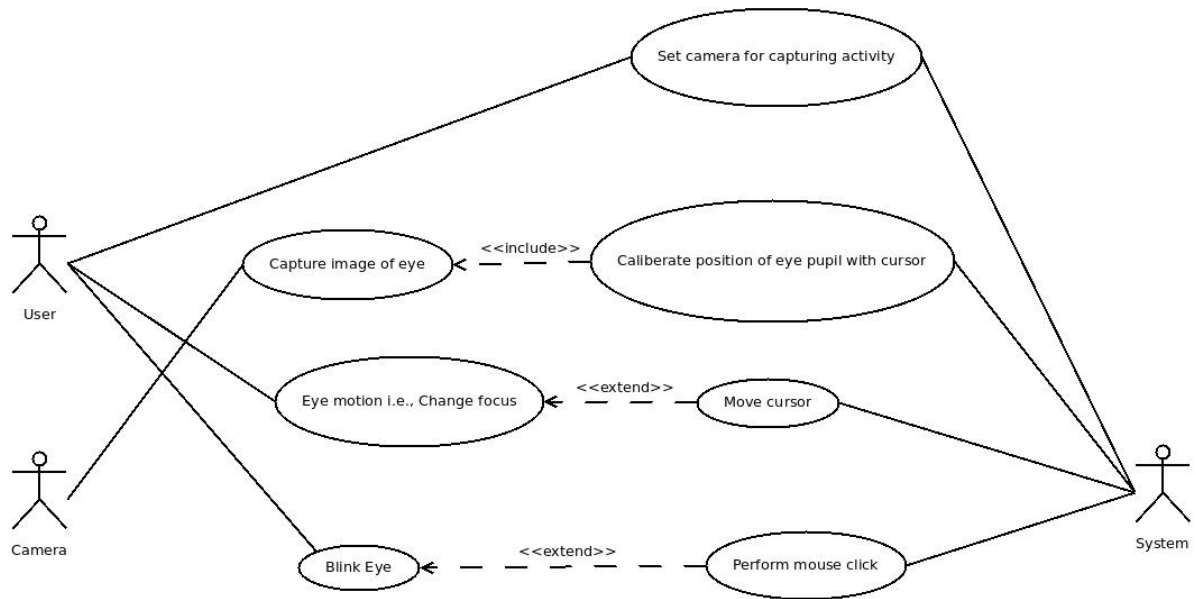 Set camera for capturing activity
<<include>>
Capture image of eye
Caliberate position of eye pupil with cursor
User
<<extend>>
Eye motion i.e., Change focus
Move cursor
Camera
<<extend>>
System
Blink Eye
Perform mouse click